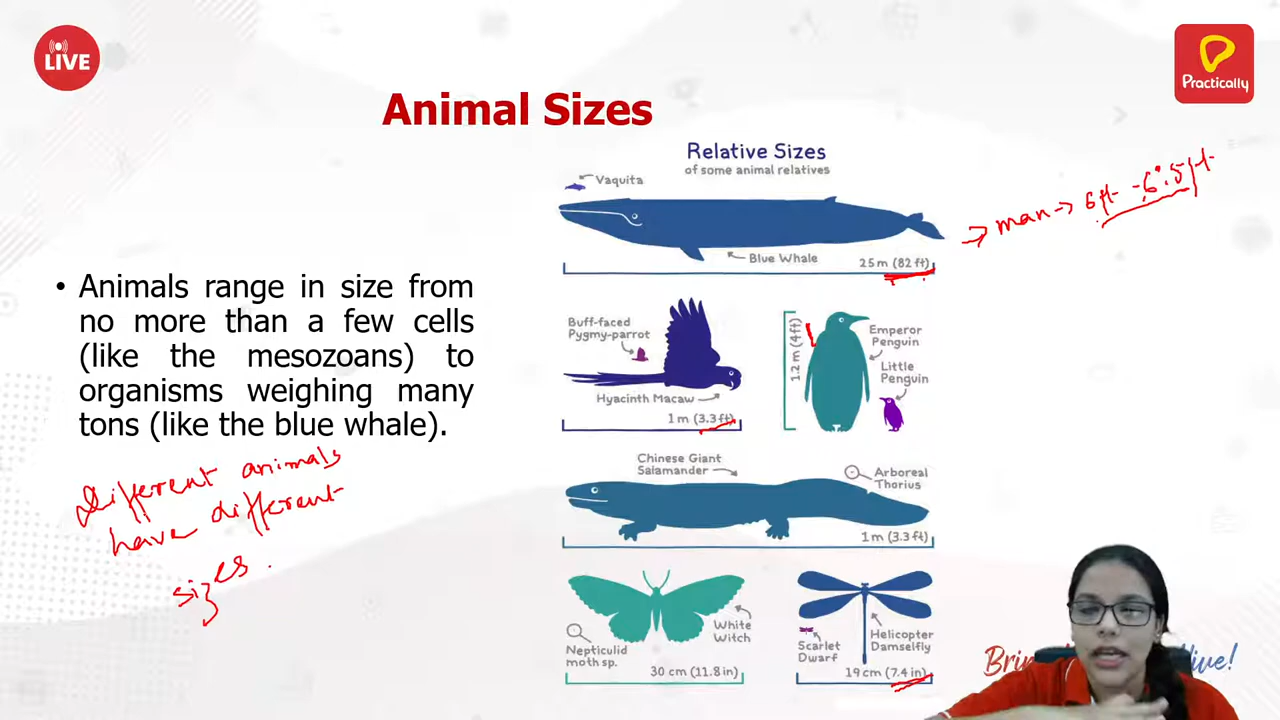 LIVE
Practically
Animal Sizes
Relative Sizes
of some animal relatives
Vaquita
Blue Whale
25 m (82 ft)
→ man → 6 ft - 6.5 ft
• Animals range in size from
no more than a few cells
(like the mesozoans) to
organisms weighing many
tons (like the blue whale).
Different animals
have different
sizes.
Buff-faced
Pygmy-parrot
Hyacinth Macaw
1 m (3.3 ft)
1.2 m (4 ft)
Emperor
Penguin
Little
Penguin
Chinese Giant
Salamander
Arboreal
Thorius
1 m (3.3 ft)
Nepticulid
moth sp.
White
Witch
30 cm (11.8 in)
Scarlet
Dwarf
Helicopter
Damselfly
19 cm (7.4 in)